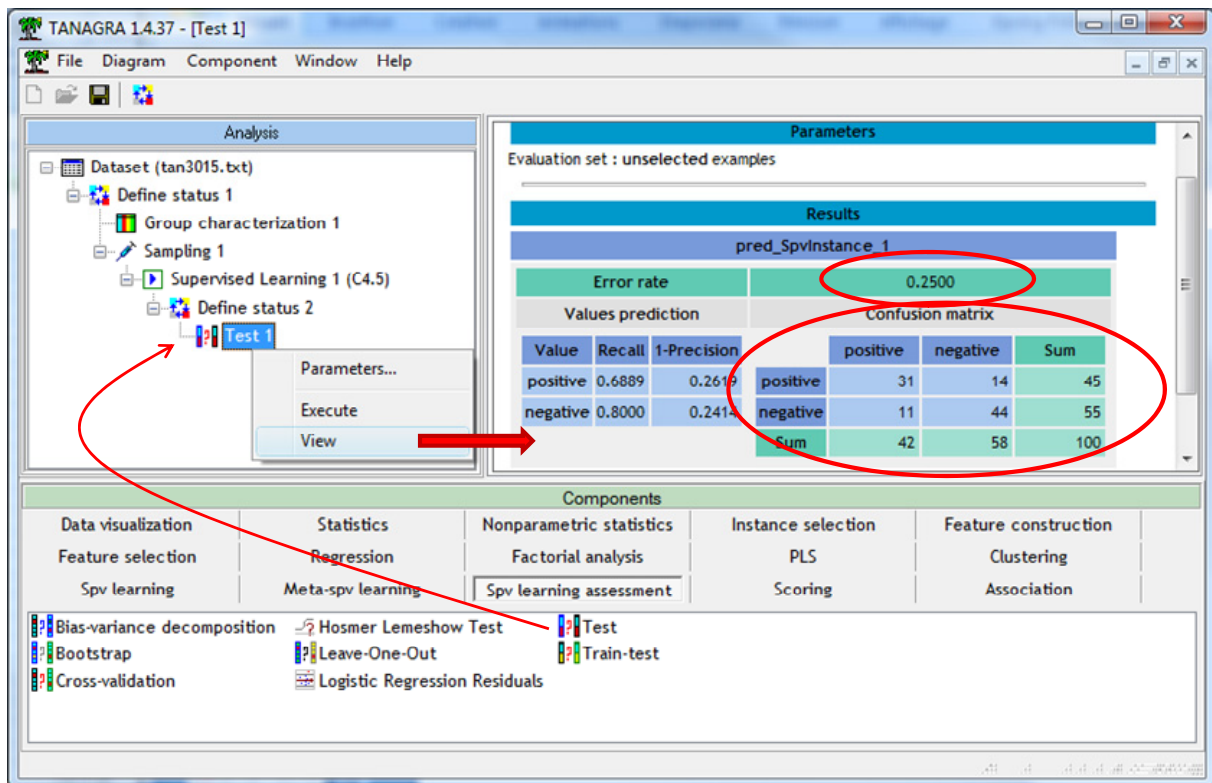 TANAGRA 1.4.37 - [Test 1]
File Diagram Component Window Help
Analysis
Dataset (tan3015.txt)
Define status 1
Group characterization 1
Sampling 1
Supervised Learning 1 (C4.5)
Define status 2
Test 1
Parameters...
Execute
View
Parameters
Evaluation set : unselected examples
Results
pred_SpvInstance_1
Error rate 0.2500
Values prediction Confusion matrix
Value Recall 1-Precision positive negative Sum
positive 0.6889 0.2619 positive 31 14 45
negative 0.8000 0.2414 negative 11 44 55
Sum 42 58 100
Components
Data visualization Statistics Nonparametric statistics Instance selection Feature construction
Feature selection Regression Factorial analysis PLS Clustering
Spv learning Meta-spv learning Spv learning assessment Scoring Association
Bias-variance decomposition Hosmer Lemeshow Test Test
Bootstrap Leave-One-Out Train-test
Cross-validation Logistic Regression Residuals